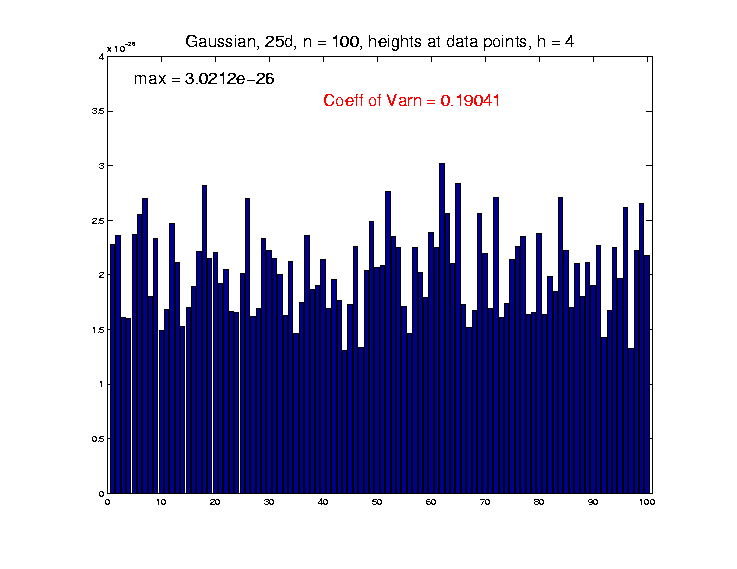 Gaussian, 25d, n = 100, heights at data points, h = 4
x 10^-26
max = 3.0212e-26
Coeff of Varn = 0.19041
4
3.5
3
2.5
2
1.5
1
0.5
0
0 10 20 30 40 50 60 70 80 90 100